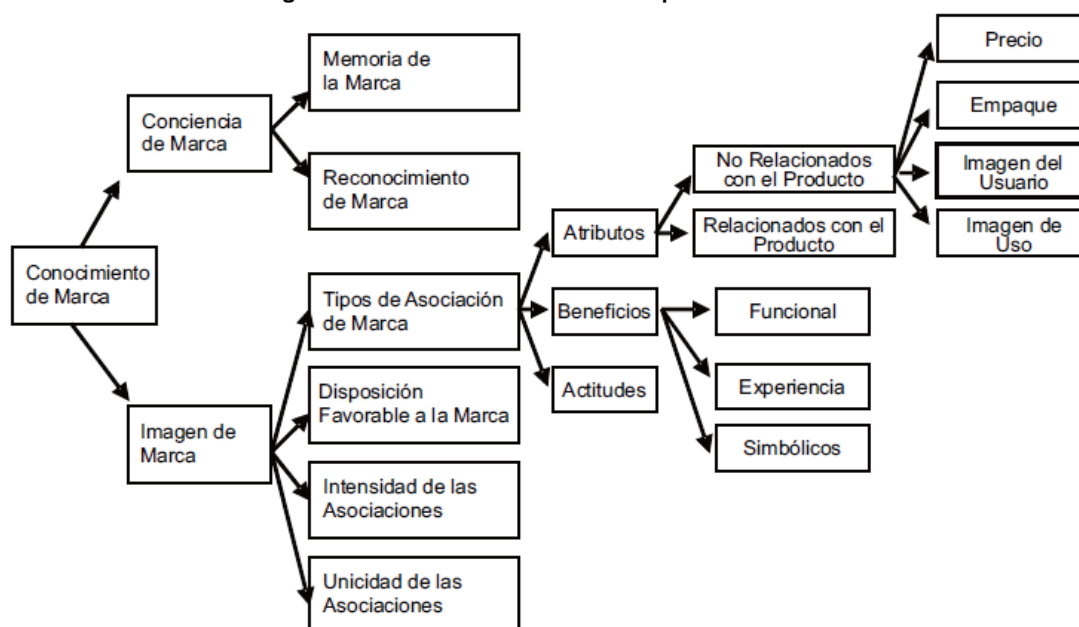 Memoria de
la Marca
Conciencia
de Marca
Reconocimiento
de Marca
Conocimiento
de Marca
Imagen de
Marca
Tipos de Asociación
de Marca
Disposición
Favorable a la Marca
Intensidad de las
Asociaciones
Unicidad de las
Asociaciones
Atributos
Beneficios
Actitudes
No Relacionados
con el Producto
Relacionados con el
Producto
Funcional
Experiencia
Simbólicos
Precio
Empaque
Imagen del
Usuario
Imagen de
Uso